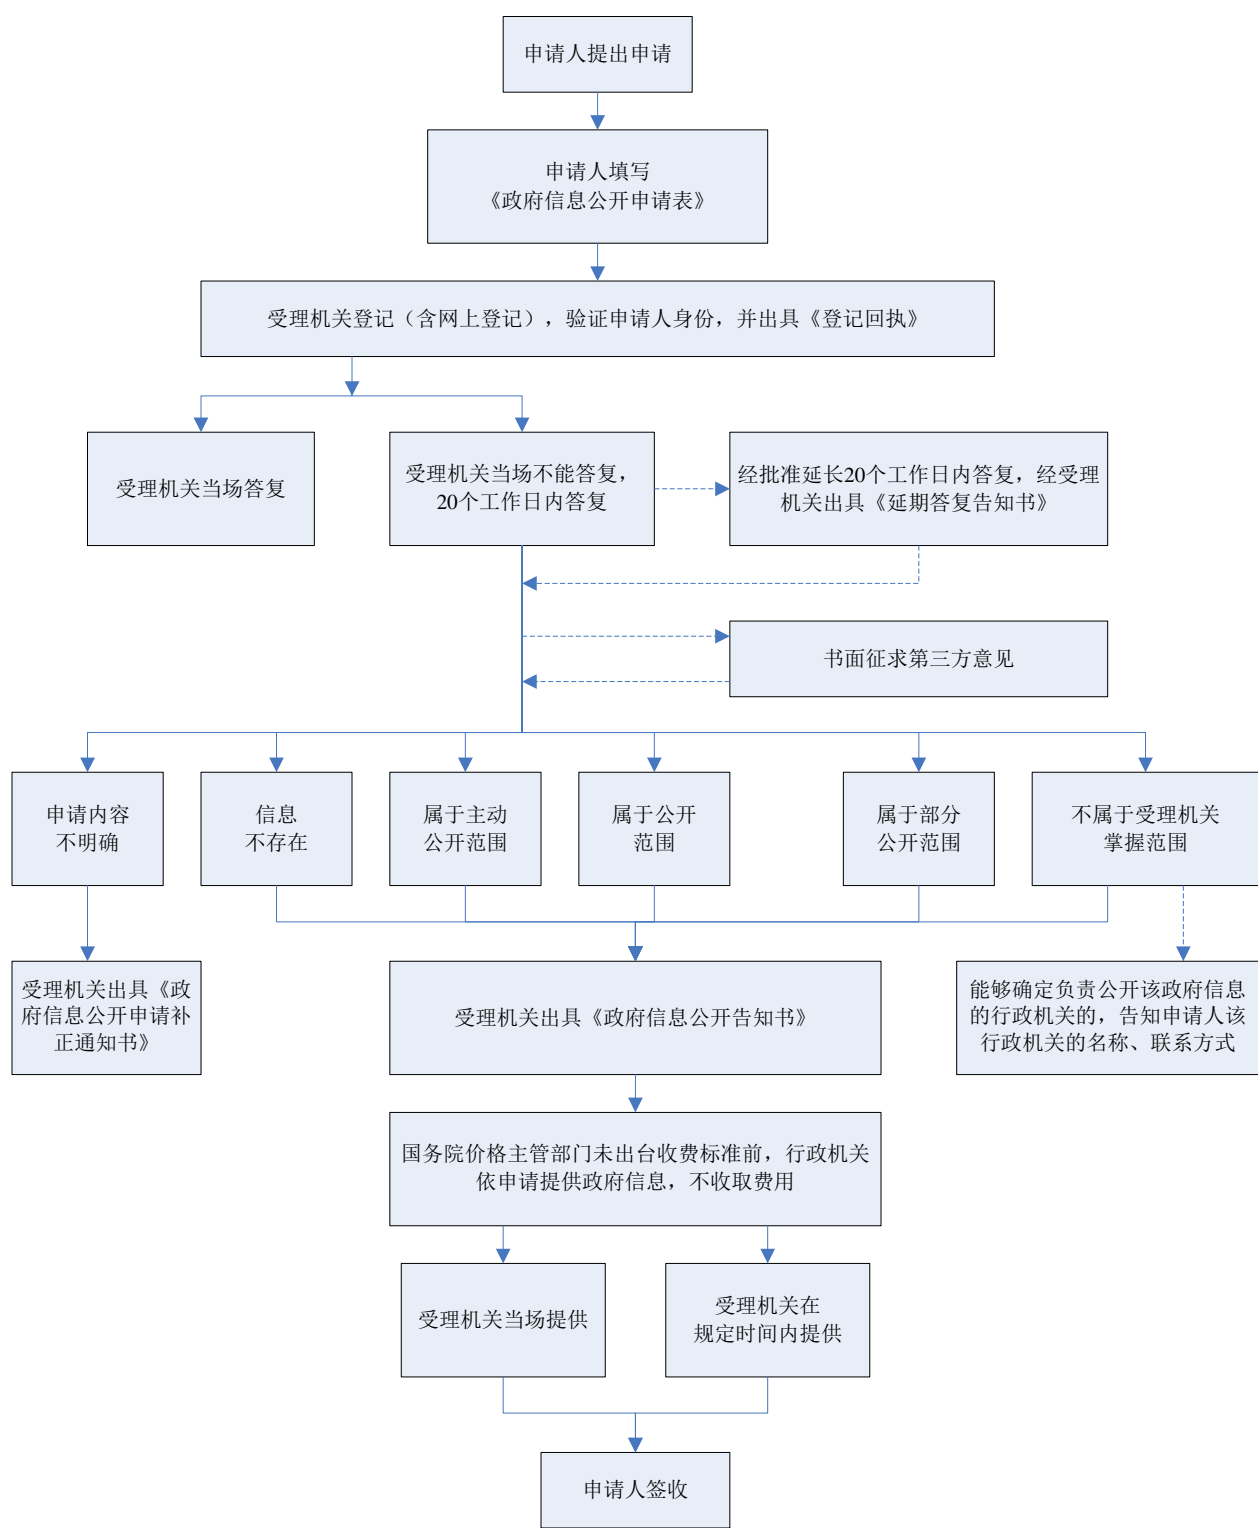 申请人提出申请
申请人填写
《政府信息公开申请表》
受理机关登记（含网上登记），验证申请人身份，并出具《登记回执》
受理机关当场答复
受理机关当场不能答复，
20个工作日内答复
经批准延长20个工作日内答复，经受理
机关出具《延期答复告知书》
书面征求第三方意见
申请内容
不明确
信息
不存在
属于主动
公开范围
属于公开
范围
属于部分
公开范围
不属于受理机关
掌握范围
受理机关出具《政
府信息公开申请补
正通知书》
受理机关出具《政府信息公开告知书》
能够确定负责公开该政府信息
的行政机关的，告知申请人该
行政机关的名称、联系方式
国务院价格主管部门未出台收费标准前，行政机关
依申请提供政府信息，不收取费用
受理机关当场提供
受理机关在
规定时间内提供
申请人签收